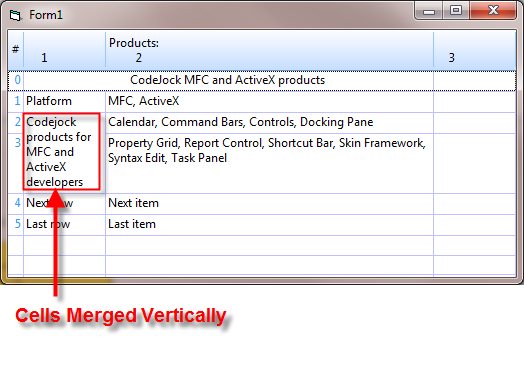 Form1
Products:
# 1 2 3
0 CodeJock MFC and ActiveX products
1 Platform MFC, ActiveX
2 Codejock Calendar, Command Bars, Controls, Docking Pane
products for
3 MFC and Property Grid, Report Control, Shortcut Bar, Skin Framework,
ActiveX Syntax Edit, Task Panel
developers
4 Next row Next item
5 Last row Last item
Cells Merged Vertically